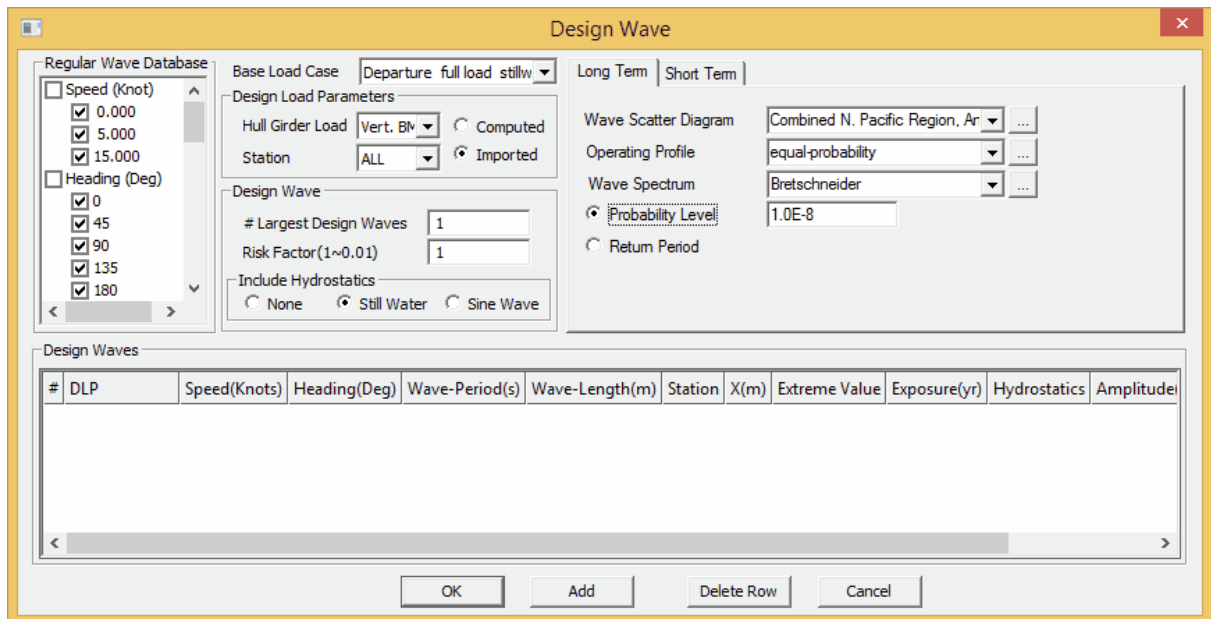 Design Wave
Regular Wave Database
Speed (Knot)
0.000
5.000
15.000
Heading (Deg)
0
45
90
135
180
Base Load Case Departure full load stillw
Design Load Parameters
Hull Girder Load Vert. BM Computed
Station ALL Imported
Design Wave
# Largest Design Waves 1
Risk Factor(1~0.01) 1
Include Hydrostatics
None Still Water Sine Wave
Long Term Short Term
Wave Scatter Diagram Combined N. Pacific Region, Ar ...
Operating Profile equal-probability ...
Wave Spectrum Bretschneider ...
Probability Level 1.0E-8
Return Period
Design Waves
# DLP Speed(Knots) Heading(Deg) Wave-Period(s) Wave-Length(m) Station X(m) Extreme Value Exposure(yr) Hydrostatics Amplitude(
OK Add Delete Row Cancel